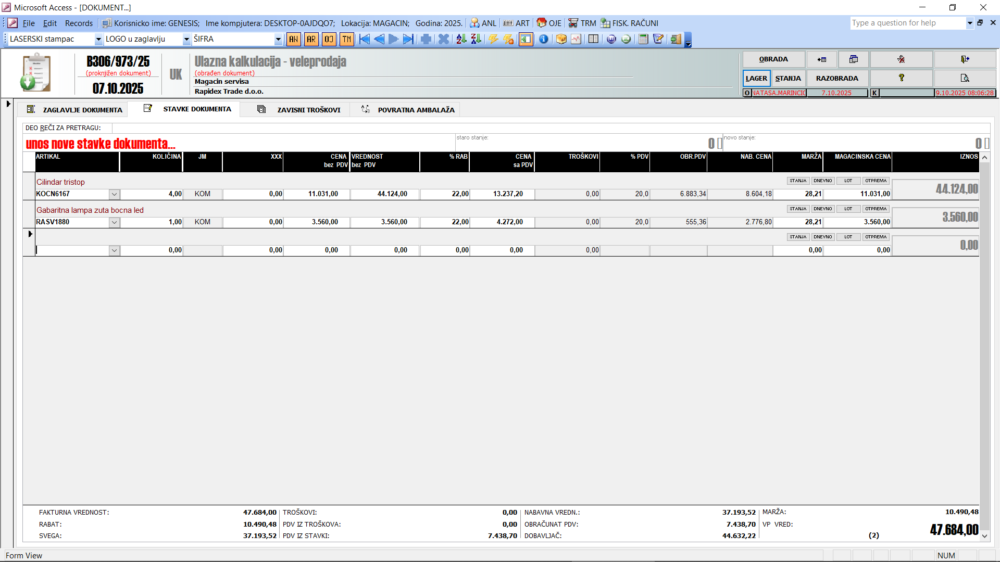 Microsoft Access - [DOKUMENT...]
File Edit Records Korisnicko ime: GENESIS; Ime kompjutera: DESKTOP-0AJDQO7; Lokacija: MAGACIN; Godina: 2025. ANL ART OJE TRM FISK. RAČUNI Type a question for help
LASERSKI stampac LOGO u zaglavlju ŠIFRA AN AR OJ TM
B306/973/25
(proknjižen dokument)
07.10.2025
UK
Ulazna kalkulacija - veleprodaja
(obrađen dokument)
Magacin servisa
Rapidex Trade d.o.o.
OBRADA
LAGER STANJA RAZOBRADA ?
O NATASA.MARINCIC 7.10.2025 K 9.10.2025 08:06:28
ZAGLAVLJE DOKUMENTA STAVKE DOKUMENTA ZAVISNI TROŠKOVI POVRATNA AMBALAŽA
DEO REČI ZA PRETRAGU:
unos nove stavke dokumenta... staro stanje: 0 [] novo stanje: 0 []
ARTIKAL KOLIČINA JM XXX CENA bez PDV VREDNOST bez PDV % RAB CENA sa PDV TROŠKOVI % PDV OBR.PDV NAB. CENA MARŽA MAGACINSKA CENA IZNOS
Cilindar tristop STANJA DNEVNO LOT OTPREMA
KOCN6167 4,00 KOM 0,00 11.031,00 44.124,00 22,00 13.237,20 0,00 20,0 6.883,34 8.604,18 28,21 11.031,00 44.124,00
Gabaritna lampa zuta bocna led STANJA DNEVNO LOT OTPREMA
RASV1880 1,00 KOM 0,00 3.560,00 3.560,00 22,00 4.272,00 0,00 20,0 555,36 2.776,80 28,21 3.560,00 3.560,00
STANJA DNEVNO LOT OTPREMA
0,00 0,00 0,00 0,00 0,00 0,00 0,00 0,00 0,00 0,00
FAKTURNA VREDNOST: 47.684,00 TROŠKOVI: 0,00 NABAVNA VREDN.: 37.193,52 MARŽA: 10.490,48
RABAT: 10.490,48 PDV IZ TROŠKOVA: 0,00 OBRAČUNAT PDV: 7.438,70 VP VRED: 47.684,00
SVEGA: 37.193,52 PDV IZ STAVKI: 7.438,70 DOBAVLJAČ: 44.632,22 (2)
Form View NUM